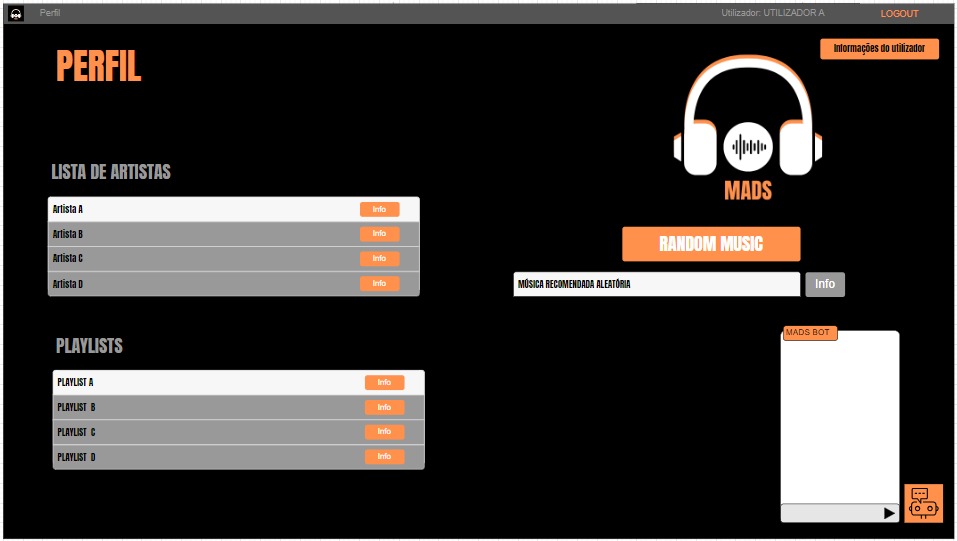 Perfil
Utilizador: UTILIZADOR A
LOGOUT
Informações do utilizador
PERFIL
MADS
LISTA DE ARTISTAS
Artista A Info
Artista B Info
Artista C Info
Artista D Info
RANDOM MUSIC
MÚSICA RECOMENDADA ALEATÓRIA Info
PLAYLISTS
PLAYLIST A Info
PLAYLIST B Info
PLAYLIST C Info
PLAYLIST D Info
MADS BOT